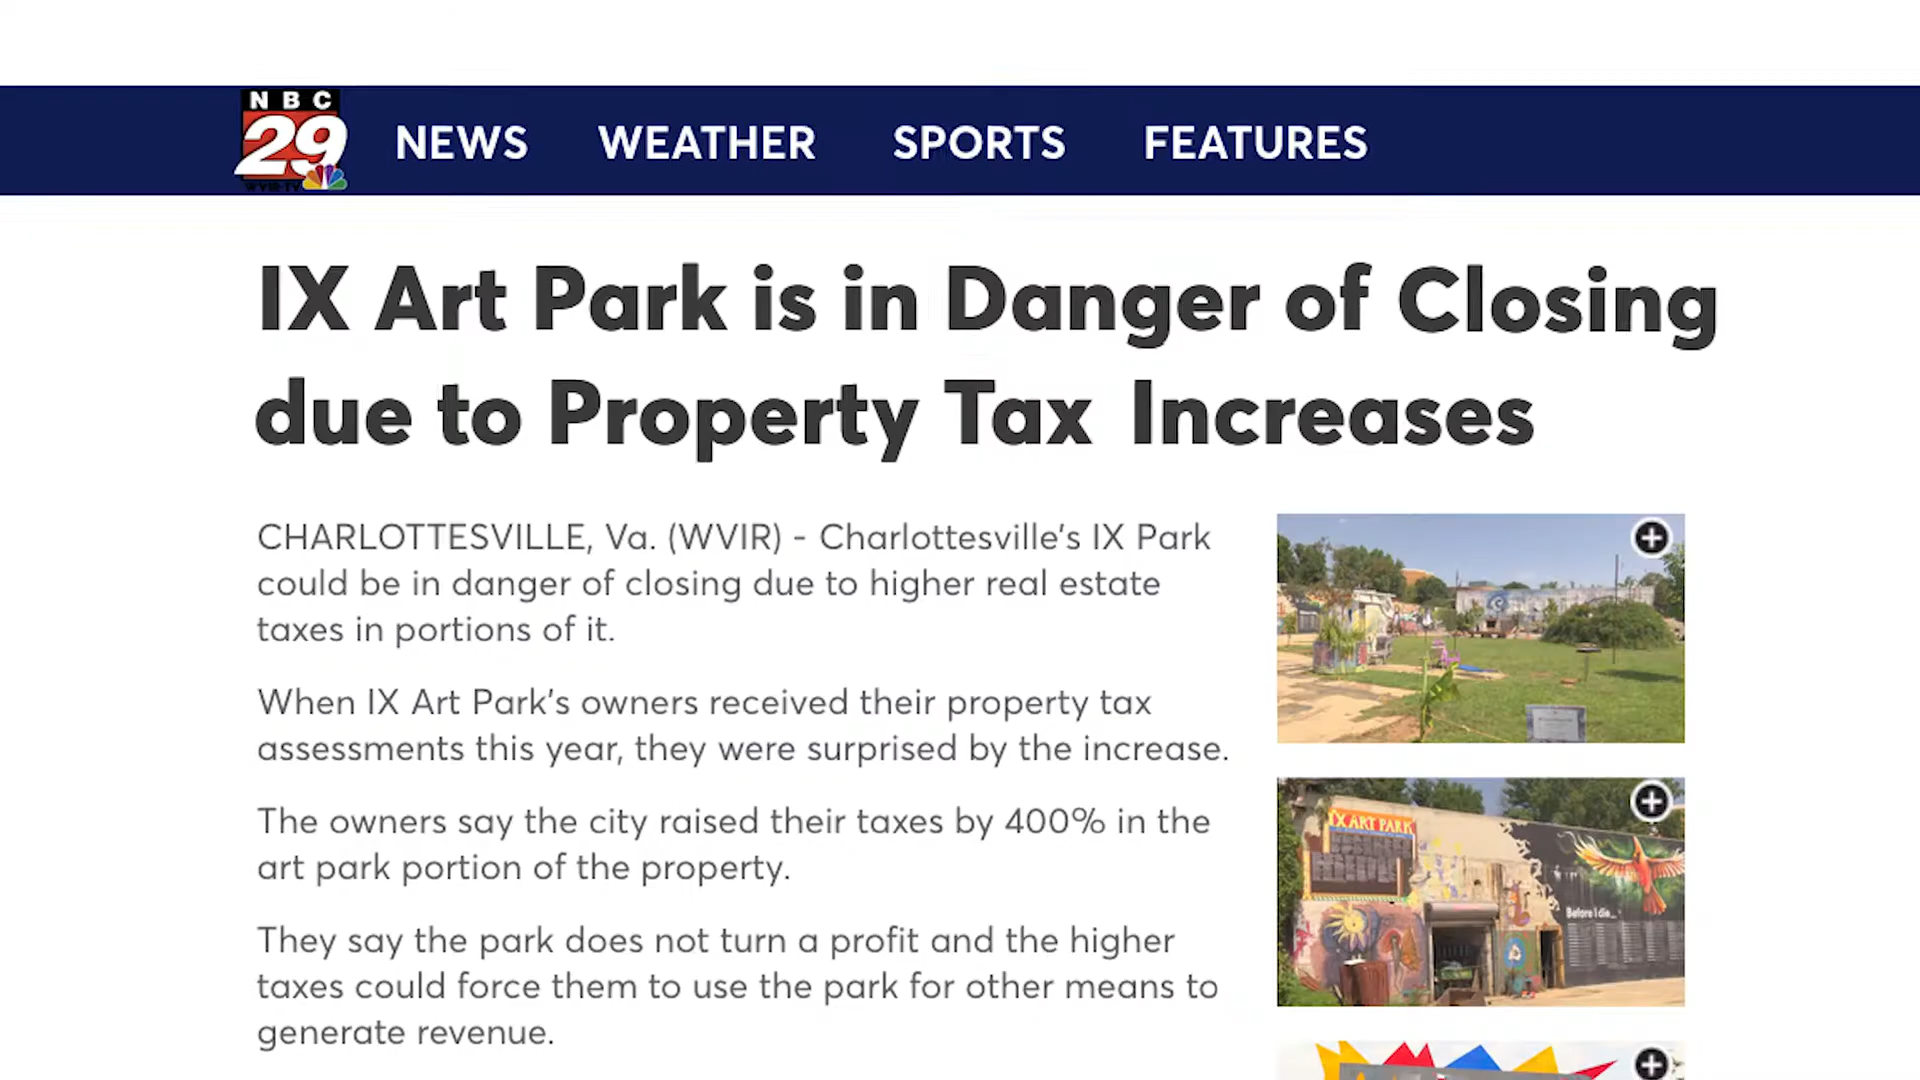 NBC
29
WVIR-TV
NEWS WEATHER SPORTS FEATURES
IX Art Park is in Danger of Closing
due to Property Tax Increases
CHARLOTTESVILLE, Va. (WVIR) - Charlottesville's IX Park
could be in danger of closing due to higher real estate
taxes in portions of it.
When IX Art Park's owners received their property tax
assessments this year, they were surprised by the increase.
The owners say the city raised their taxes by 400% in the
art park portion of the property.
They say the park does not turn a profit and the higher
taxes could force them to use the park for other means to
generate revenue.
IX ART PARK
Before I die...